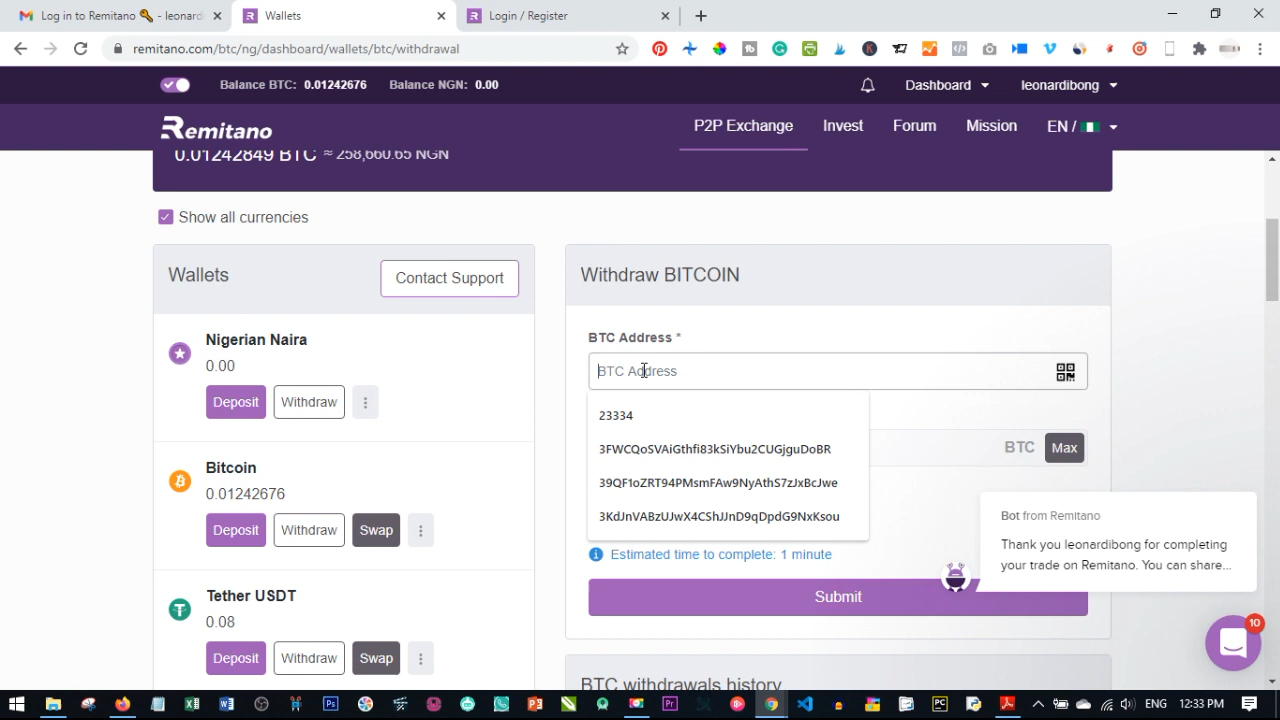 Log in to Remitano 🔑 - leonardi
Wallets
Login / Register
remitano.com/btc/ng/dashboard/wallets/btc/withdrawal
Balance BTC: 0.01242676
Balance NGN: 0.00
Dashboard
leonardibong
Remitano
P2P Exchange
Invest
Forum
Mission
EN /
0.01242849 BTC ≈ 258,660.65 NGN
Show all currencies
Wallets
Contact Support
Nigerian Naira
0.00
Deposit
Withdraw
Bitcoin
0.01242676
Deposit
Withdraw
Swap
Tether USDT
0.08
Deposit
Withdraw
Swap
Withdraw BITCOIN
BTC Address *
BTC Address
23334
3FWCQoSVAiGthfi83kSiYbu2CUGjguDoBR
39QF1oZRT94PMsmFAw9NyAthS7zJxBcJwe
3KdJnVABzUJwX4CShJJnD9qDpdG9NxKsou
BTC
Max
Estimated time to complete: 1 minute
Submit
BTC withdrawals history
Bot from Remitano
Thank you leonardibong for completing
your trade on Remitano. You can share...
10
ENG
12:33 PM